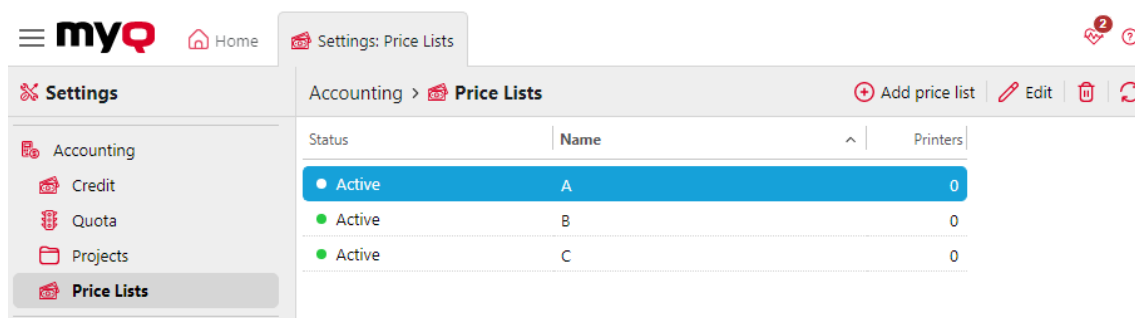 myQ Home Settings: Price Lists 2
Settings Accounting > Price Lists Add price list Edit
Status Name Printers
Accounting
Credit Active A 0
Quota Active B 0
Projects Active C 0
Price Lists